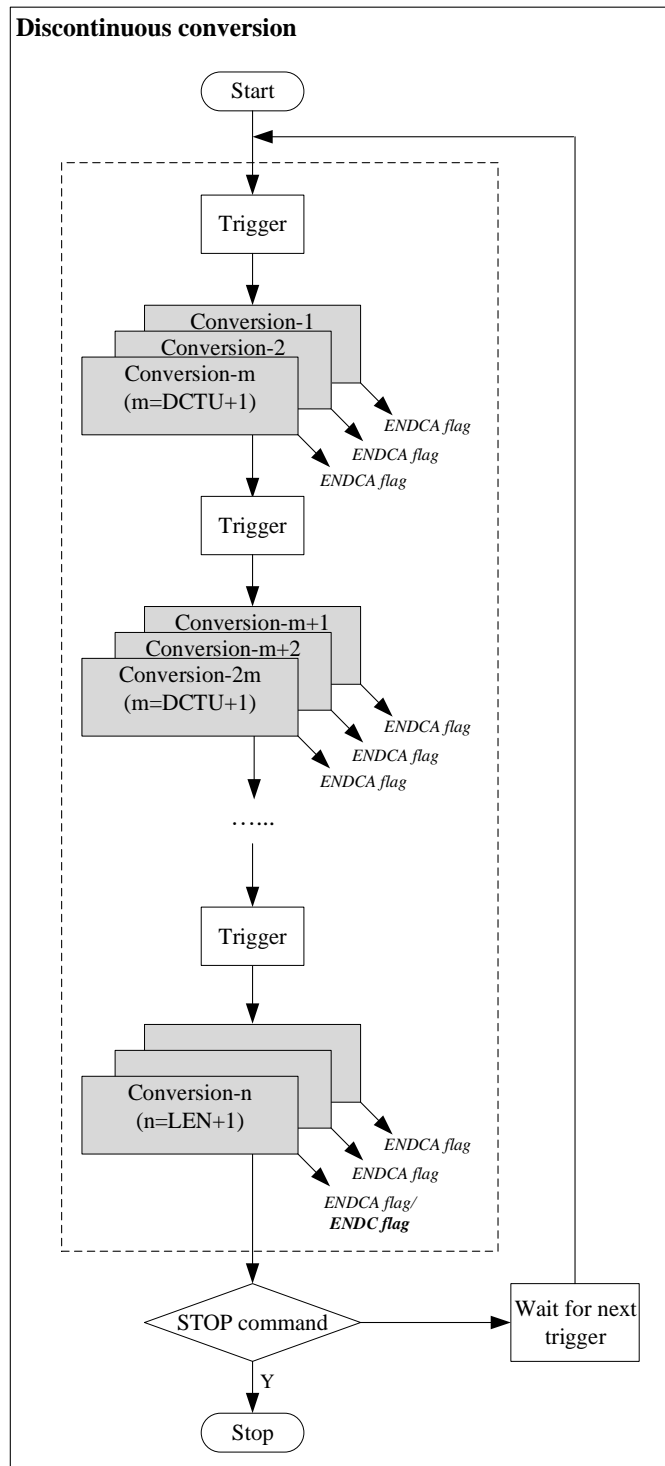 Discontinuous conversion
Start
Trigger
Conversion-1
Conversion-2
Conversion-m
(m=DCTU+1)
ENDCA flag
ENDCA flag
ENDCA flag
Trigger
Conversion-m+1
Conversion-m+2
Conversion-2m
(m=DCTU+1)
ENDCA flag
ENDCA flag
ENDCA flag
…...
Trigger
Conversion-n
(n=LEN+1)
ENDCA flag
ENDCA flag
ENDCA flag/
ENDC flag
STOP command
Wait for next
trigger
Y
Stop